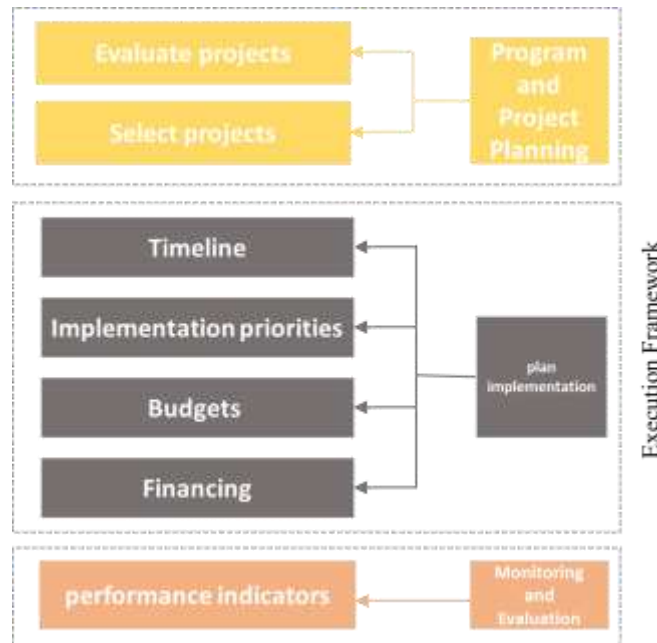 Evaluate projects
Select projects
Program
and
Project
Planning
Timeline
Implementation priorities
Budgets
Financing
plan
implementation
performance indicators
Monitoring
and
Evaluation
Execution Framework